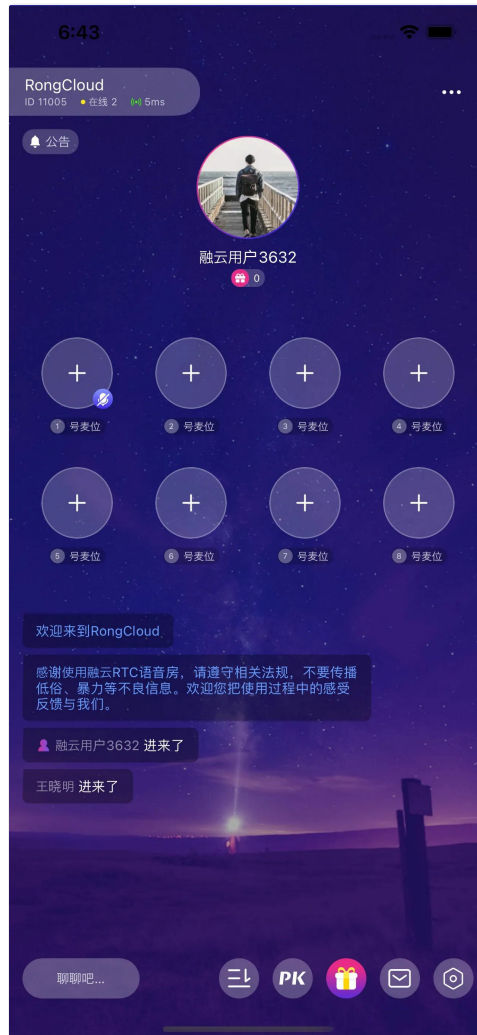 6:43
RongCloud
ID 11005 在线 2 5ms
公告
融云用户3632
0
1 号麦位
2 号麦位
3 号麦位
4 号麦位
5 号麦位
6 号麦位
7 号麦位
8 号麦位
欢迎来到RongCloud
感谢使用融云RTC语音房，请遵守相关法规，不要传播
低俗、暴力等不良信息。欢迎您把使用过程中的感受
反馈与我们。
融云用户3632 进来了
王晓明 进来了
聊聊吧...
PK